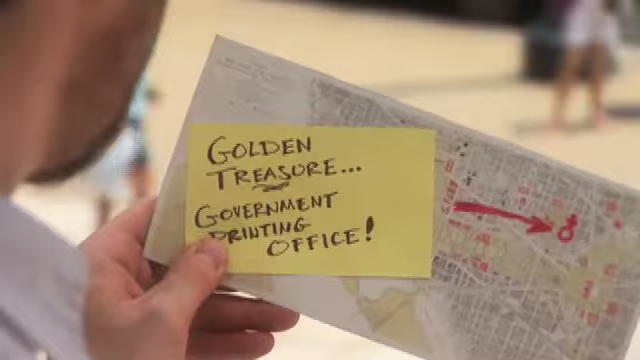 GOLDEN
TREASURE...
GOVERNMENT
PRINTING
OFFICE!